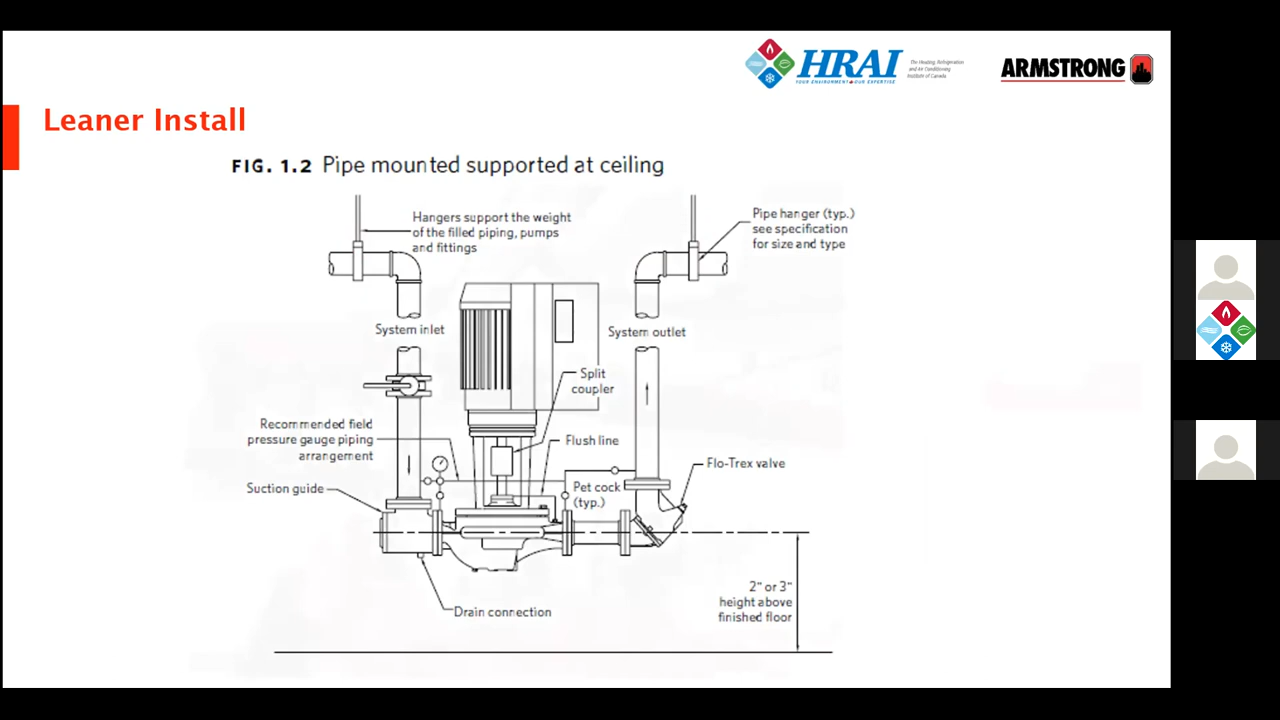 HRAI
The Heating, Refrigeration
and Air Conditioning
Institute of Canada
YOUR ENVIRONMENT OUR EXPERTISE
ARMSTRONG
Leaner Install
FIG. 1.2 Pipe mounted supported at ceiling
Hangers support the weight
of the filled piping, pumps
and fittings
Pipe hanger (typ.)
see specification
for size and type
System inlet
System outlet
Split
coupler
Recommended field
pressure gauge piping
arrangement
Flush line
Flo-Trex valve
Suction guide
Pet cock
(typ.)
2" or 3"
height above
finished floor
Drain connection